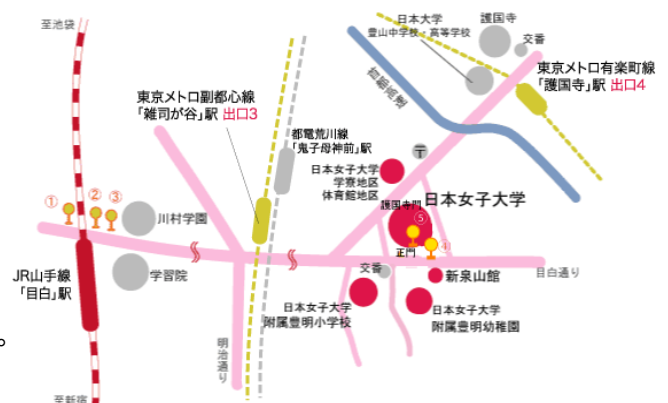 至池袋
日本大学
豊山中学校・高等学校
護国寺
交番
東京メトロ有楽町線
「護国寺」駅 出口4
首都高速
東京メトロ副都心線
「雑司が谷」駅 出口3
都電荒川線
「鬼子母神前」駅
〒
日本女子大学
学寮地区
体育館地区
護国寺門
日本女子大学
① ② ③
川村学園
⑤
④
正門
目白通り
JR山手線
「目白」駅
学習院
交番
新泉山館
日本女子大学
附属豊明小学校
日本女子大学
附属豊明幼稚園
明治通り
。
至新宿